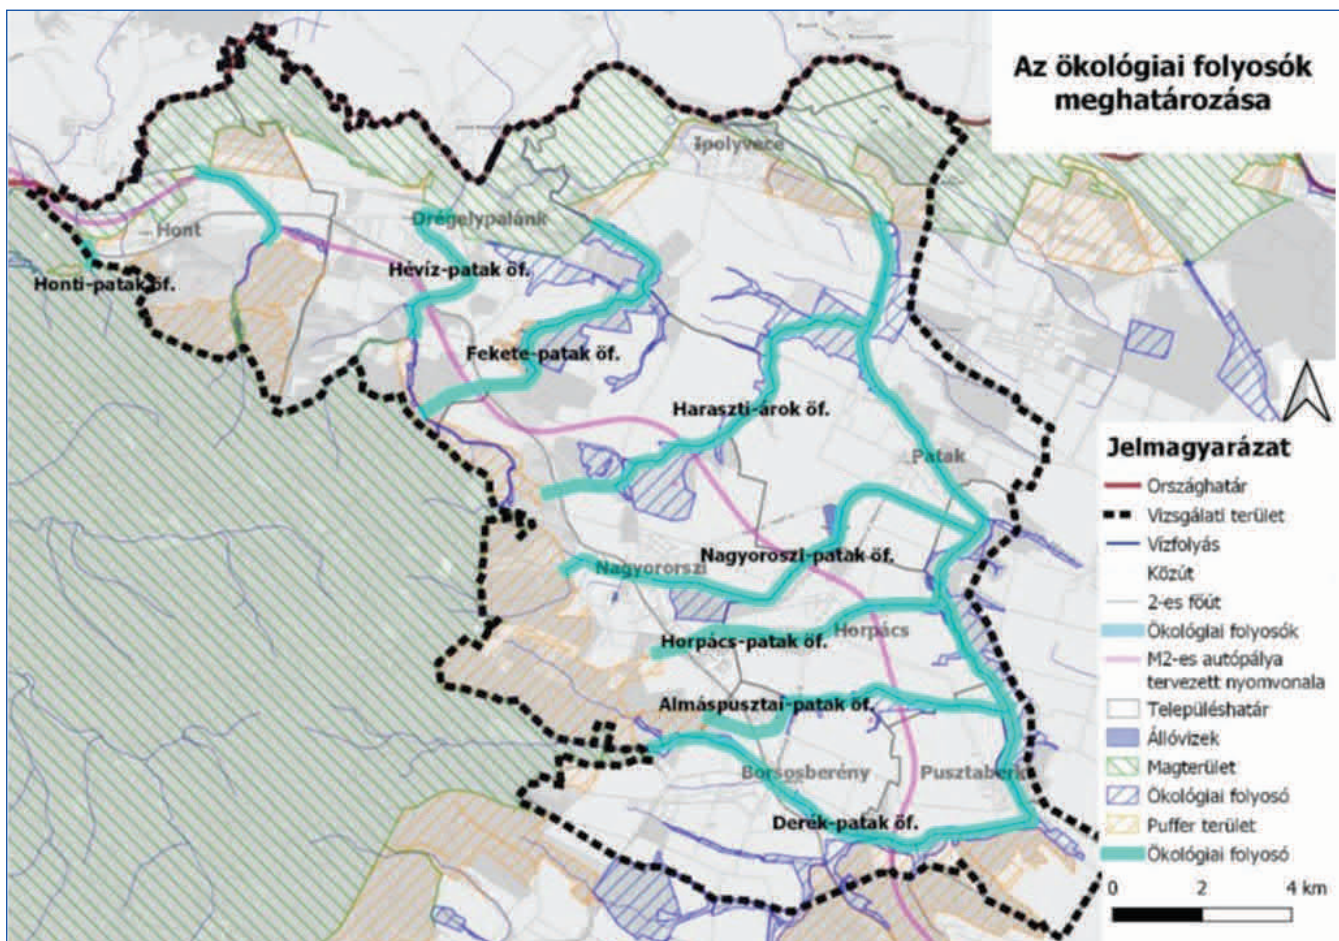 Az ökológiai folyosók
meghatározása
Ipolyvece
Drégelypalánk
Hont
Honti-patak öf.
Hévíz-patak öf.
Fekete-patak öf.
Haraszti-árok öf.
Patak
Nagyoroszi-patak öf.
Nagyororszi
Horpács
Horpács-patak öf.
Almáspusztai-patak öf.
Borsosberény
Pusztaberki
Derék-patak öf.
Jelmagyarázat
Országhatár
Vizsgálati terület
Vízfolyás
Közút
2-es főút
Ökológiai folyosók
M2-es autópálya
tervezett nyomvonala
Településhatár
Állóvizek
Magterület
Ökológiai folyosó
Puffer terület
Ökológiai folyosó
0 2 4 km